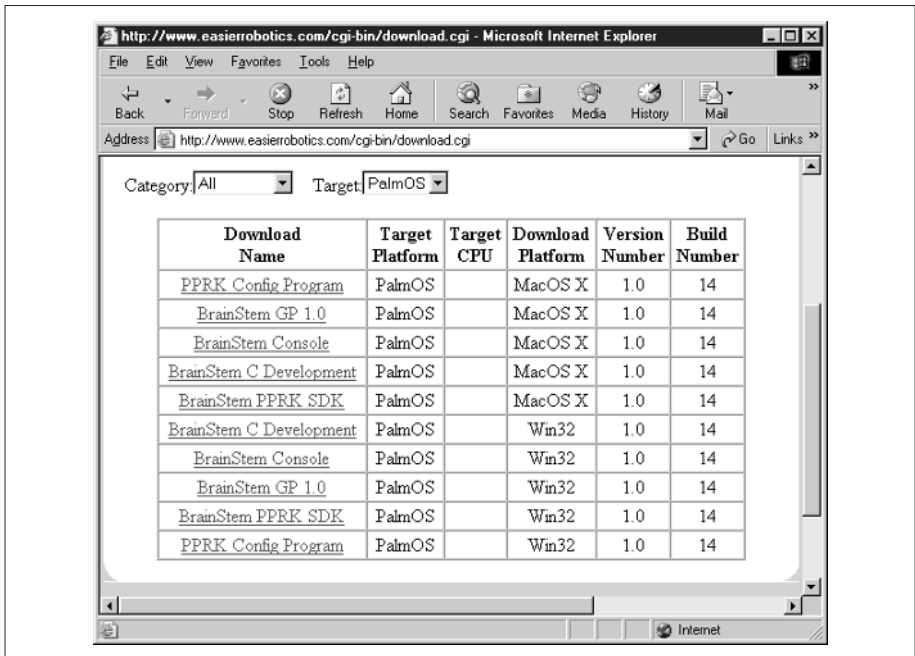 http://www.easierrobotics.com/cgi-bin/download.cgi - Microsoft Internet Explorer
File Edit View Favorites Tools Help
Back Forward Stop Refresh Home Search Favorites Media History Mail »
Address http://www.easierrobotics.com/cgi-bin/download.cgi Go Links »
Category: All Target: PalmOS
Download Name Target Platform Target CPU Download Platform Version Number Build Number
PPRK Config Program PalmOS MacOS X 1.0 14
BrainStem GP 1.0 PalmOS MacOS X 1.0 14
BrainStem Console PalmOS MacOS X 1.0 14
BrainStem C Development PalmOS MacOS X 1.0 14
BrainStem PPRK SDK PalmOS MacOS X 1.0 14
BrainStem C Development PalmOS Win32 1.0 14
BrainStem Console PalmOS Win32 1.0 14
BrainStem GP 1.0 PalmOS Win32 1.0 14
BrainStem PPRK SDK PalmOS Win32 1.0 14
PPRK Config Program PalmOS Win32 1.0 14
Internet